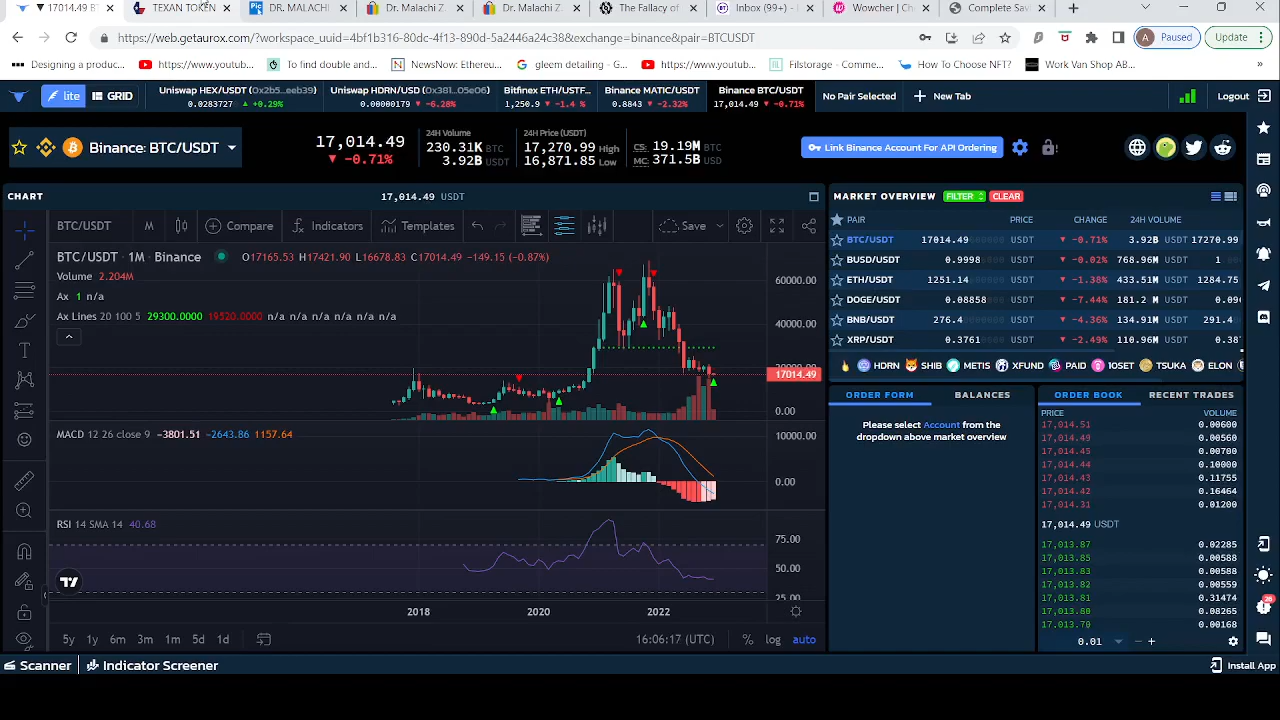 17014.49 B
TEXAN TOKEN
DR. MALACHI
Dr. Malachi Z.
Dr. Malachi Z.
The Fallacy of
Inbox (99+) -
Wowcher | Ch
Complete Sav
https://web.getaurox.com/?workspace_uuid=4bf1b316-80dc-4f13-890d-5a2446a24c38&exchange=binance&pair=BTCUSDT
A Paused
Update
Designing a produc...
https://www.youtub...
To find double and...
NewsNow: Ethereu...
gleem detailing - G...
https://www.youtub...
Filstorage - Comme...
How To Choose NFT?
Work Van Shop AB...
»
lite
GRID
Uniswap HEX/USDT (0x2b5...eeb39)
0.0283727 +0.29%
Uniswap HDRN/USD (0x381...05e06)
0.00000179 -6.28%
Bitfinex ETH/USTF...
1,250.9 -1.4 %
Binance MATIC/USDT
0.8843 -2.32%
Binance BTC/USDT
17,014.49 -0.71%
No Pair Selected
New Tab
Logout
Binance: BTC/USDT
17,014.49
-0.71%
24H Volume
230.31K BTC
3.92B USDT
24H Price (USDT)
17,270.99 High
16,871.85 Low
CS: 19.19M BTC
MC: 371.5B USD
Link Binance Account For API Ordering
CHART
17,014.49 USDT
BTC/USDT
M
Compare
Indicators
Templates
Save
BTC/USDT · 1M · Binance
O17165.53 H17421.90 L16678.83 C17014.49 -149.15 (-0.87%)
Volume 2.204M
Ax 1 n/a
Ax Lines 20 100 5 29300.0000 19520.0000 n/a n/a n/a n/a n/a n/a
60000.00
40000.00
17014.49
0.00
MACD 12 26 close 9 -3801.51 -2643.86 1157.64
10000.00
0.00
RSI 14 SMA 14 40.68
75.00
50.00
25.00
2018
2020
2022
5y 1y 6m 3m 1m 5d 1d
16:06:17 (UTC)
% log auto
MARKET OVERVIEW
FILTER
CLEAR
PAIR PRICE CHANGE 24H VOLUME
BTC/USDT 17014.49 USDT -0.71% 3.92B USDT 17270.99
BUSD/USDT 0.9998 USDT -0.02% 768.96M USDT 1
ETH/USDT 1251.14 USDT -1.38% 433.51M USDT 1284.75
DOGE/USDT 0.08858 USDT -7.44% 181.2 M USDT
BNB/USDT 276.4 USDT -4.36% 134.91M USDT 291.4
XRP/USDT 0.3761 USDT -2.49% 110.96M USDT
HDRN SHIB METIS XFUND PAID 10SET TSUKA ELON
ORDER FORM
BALANCES
Please select Account from the
dropdown above market overview
ORDER BOOK
RECENT TRADES
PRICE VOLUME
17,014.51 0.00600
17,014.49 0.00560
17,014.45 0.00700
17,014.44 0.10000
17,014.43 0.11755
17,014.42 0.16464
17,014.31 0.01200
17,014.49 USDT
17,013.87 0.02285
17,013.85 0.00588
17,013.83 0.00588
17,013.82 0.00559
17,013.81 0.31474
17,013.80 0.08265
17,013.79 0.00168
0.01
26
Scanner
Indicator Screener
Install App